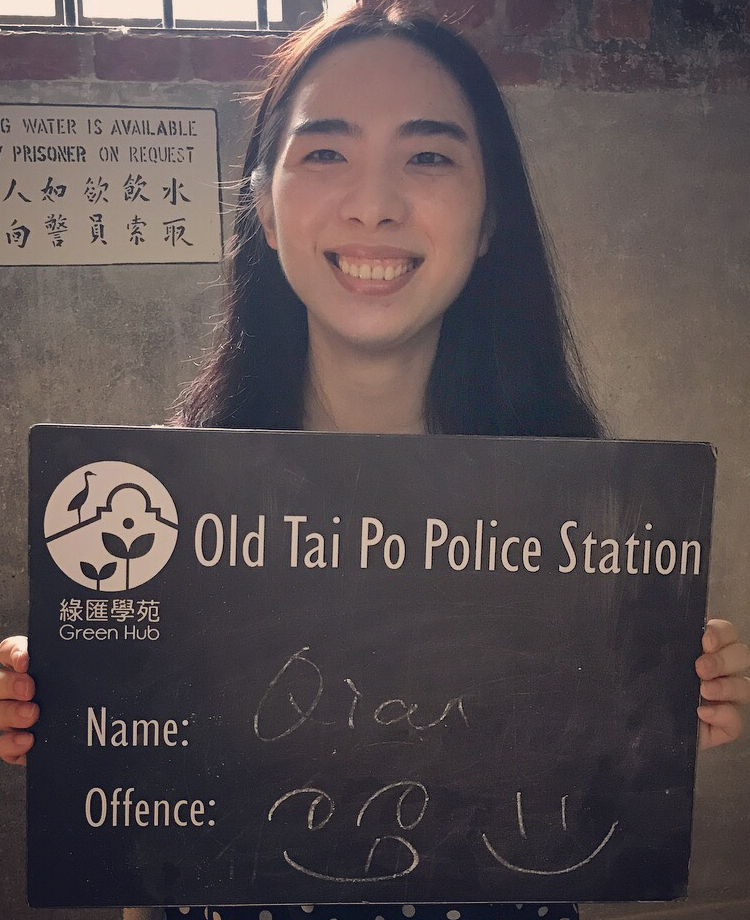 G WATER IS AVAILABLE
PRISONER ON REQUEST
人如欲飲水
向警員索取
Old Tai Po Police Station
綠匯學苑
Green Hub
Name: Qian
Offence: